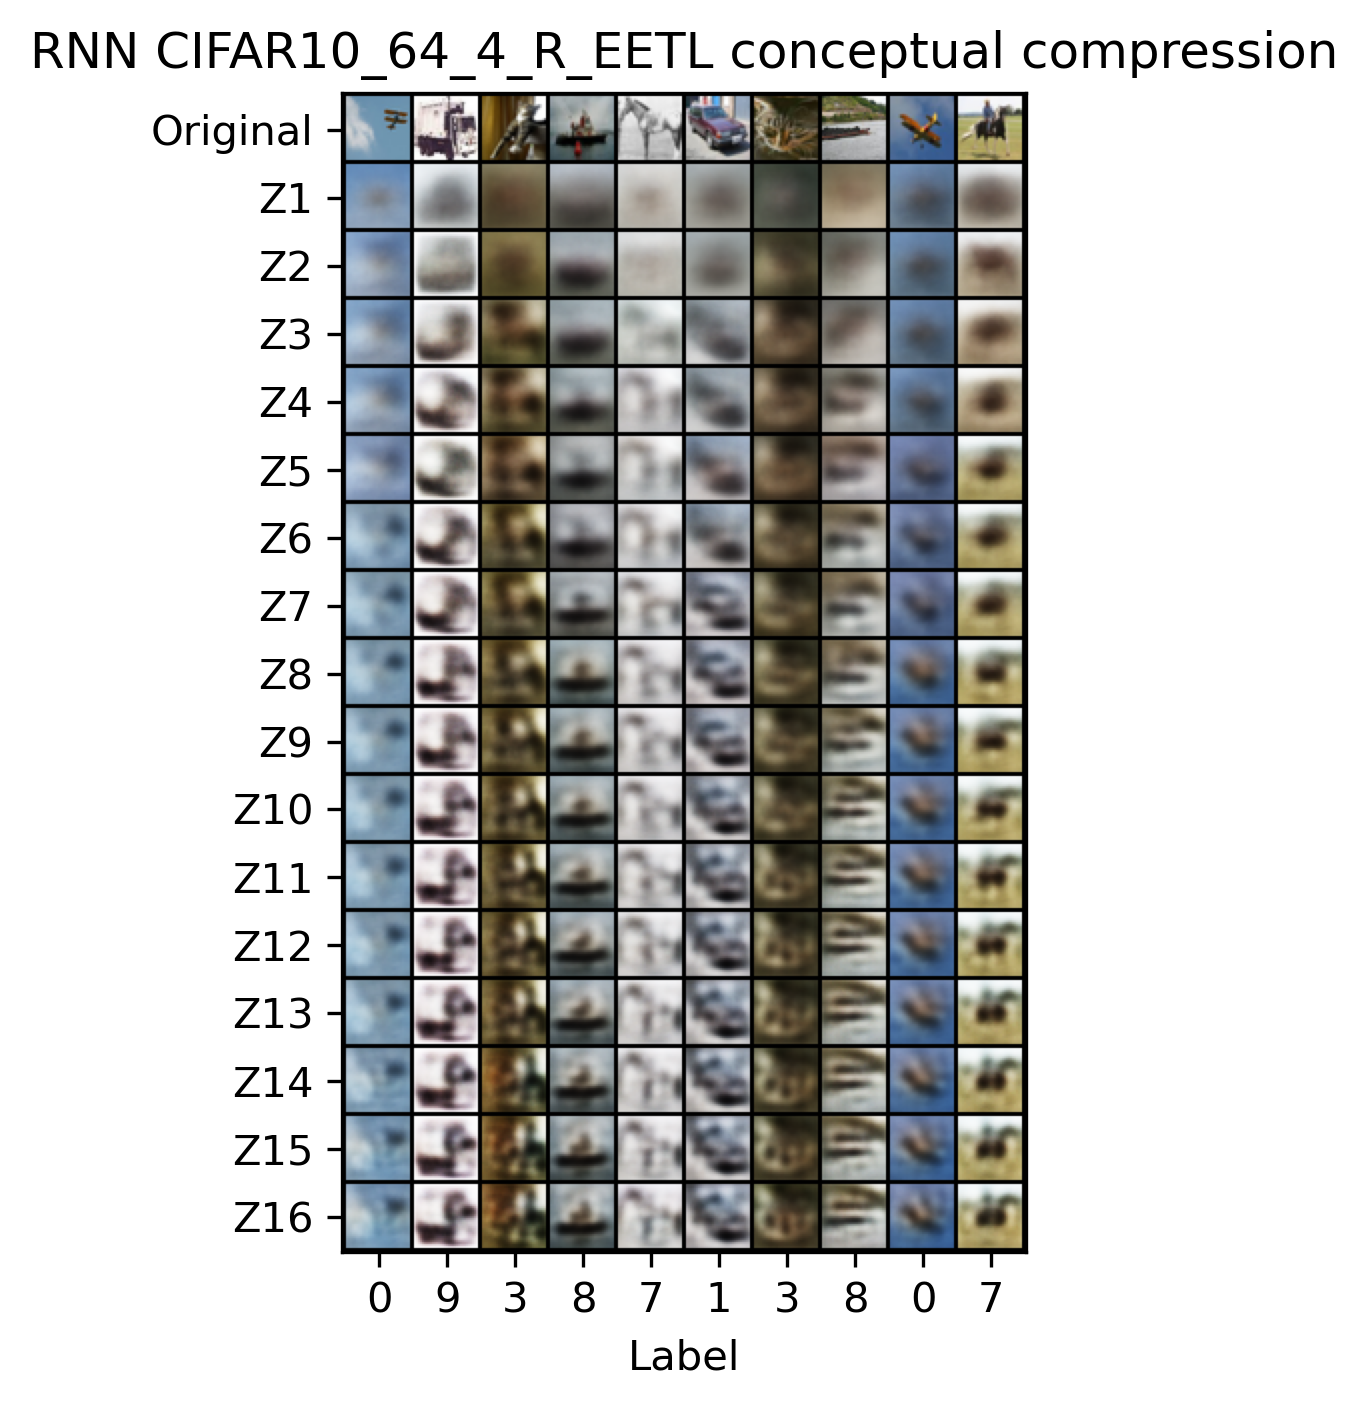 RNN CIFAR10_64_4_R_EETL conceptual compression
Original
Z1
Z2
Z3
Z4
Z5
Z6
Z7
Z8
Z9
Z10
Z11
Z12
Z13
Z14
Z15
Z16
0 9 3 8 7 1 3 8 0 7
Label